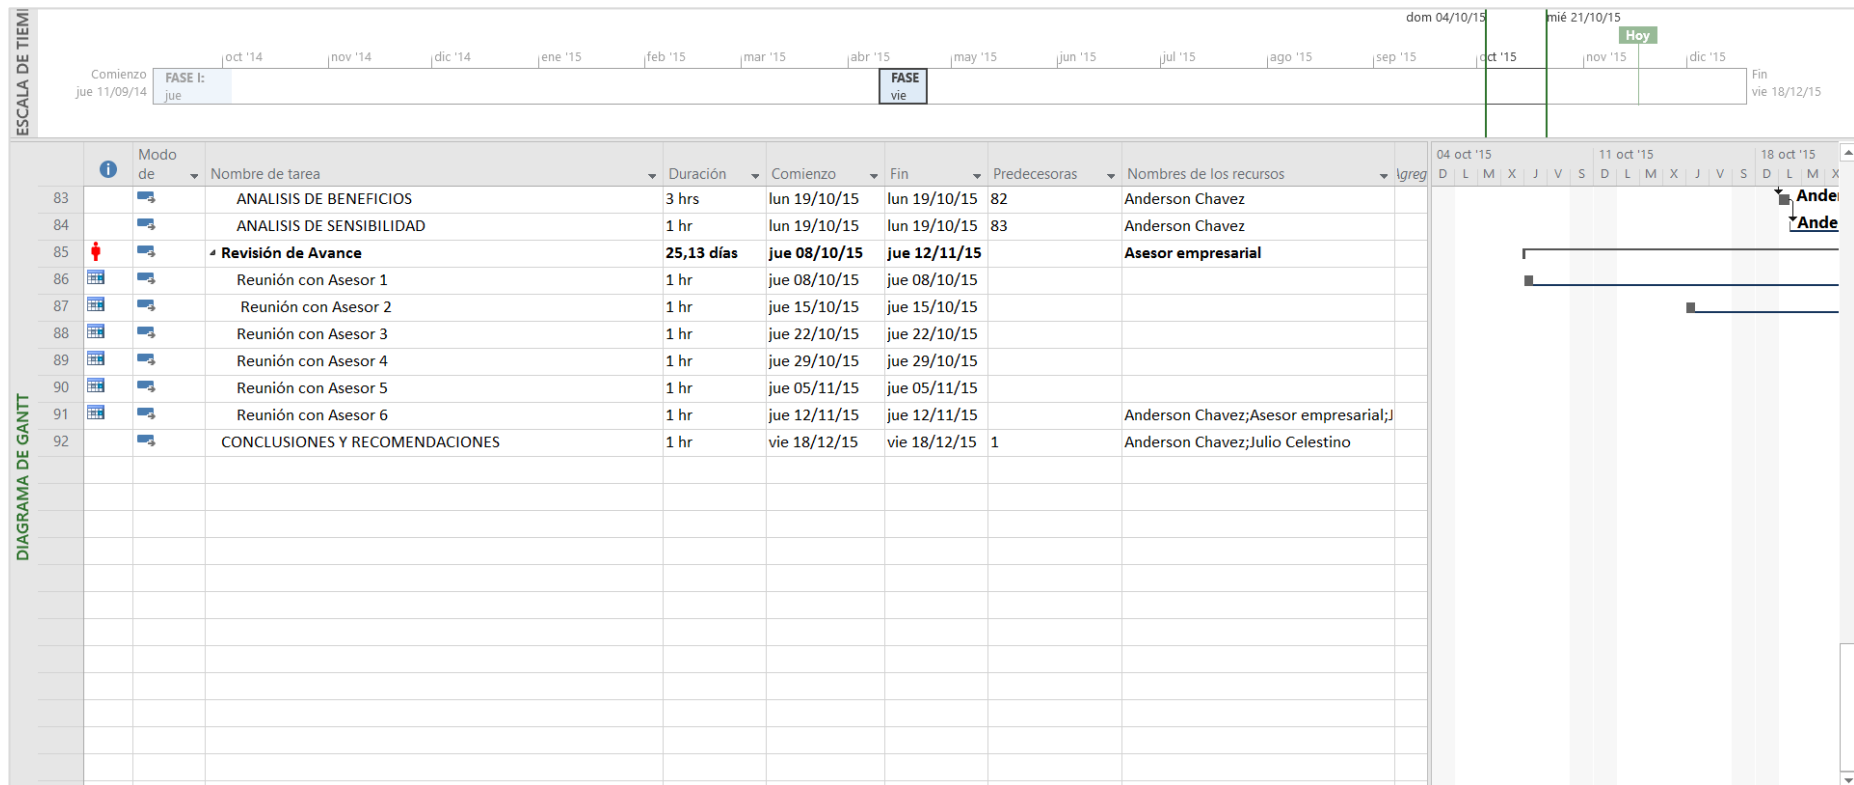 ESCALA DE TIEM
dom 04/10/15 mié 21/10/15
Hoy
oct '14 nov '14 dic '14 ene '15 feb '15 mar '15 abr '15 may '15 jun '15 jul '15 ago '15 sep '15 oct '15 nov '15 dic '15
Comienzo
jue 11/09/14
FASE I:
jue
FASE
vie
Fin
vie 18/12/15
DIAGRAMA DE GANTT
Modo de Nombre de tarea Duración Comienzo Fin Predecesoras Nombres de los recursos Agreg
04 oct '15 11 oct '15 18 oct '15
D L M X J V S D L M X J V S D L M X
83 ANALISIS DE BENEFICIOS 3 hrs lun 19/10/15 lun 19/10/15 82 Anderson Chavez Ander
84 ANALISIS DE SENSIBILIDAD 1 hr lun 19/10/15 lun 19/10/15 83 Anderson Chavez Ande
85 Revisión de Avance 25,13 días jue 08/10/15 jue 12/11/15 Asesor empresarial
86 Reunión con Asesor 1 1 hr jue 08/10/15 jue 08/10/15
87 Reunión con Asesor 2 1 hr jue 15/10/15 jue 15/10/15
88 Reunión con Asesor 3 1 hr jue 22/10/15 jue 22/10/15
89 Reunión con Asesor 4 1 hr jue 29/10/15 jue 29/10/15
90 Reunión con Asesor 5 1 hr jue 05/11/15 jue 05/11/15
91 Reunión con Asesor 6 1 hr jue 12/11/15 jue 12/11/15 Anderson Chavez;Asesor empresarial;J
92 CONCLUSIONES Y RECOMENDACIONES 1 hr vie 18/12/15 vie 18/12/15 1 Anderson Chavez;Julio Celestino